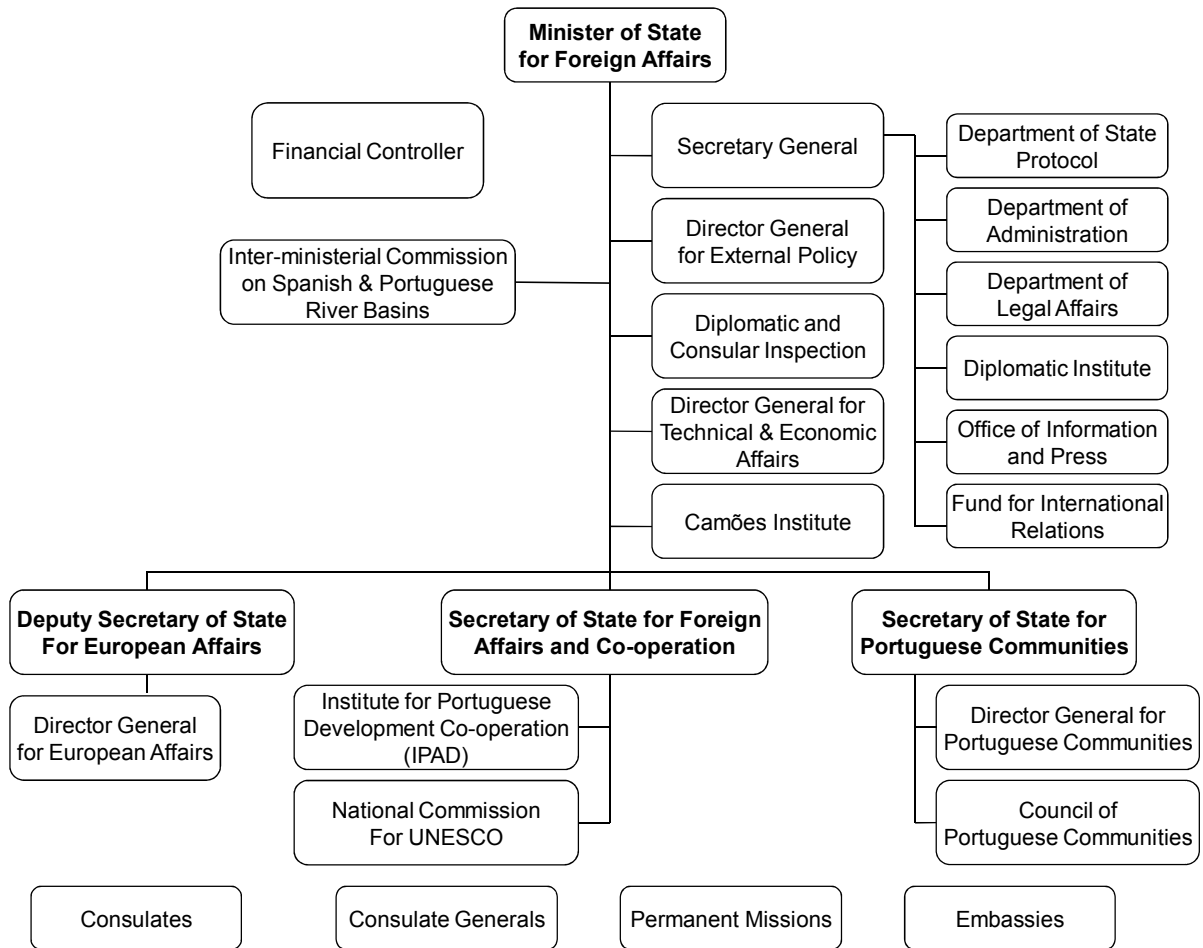 Minister of State
for Foreign Affairs
Financial Controller
Secretary General
Department of State
Protocol
Department of
Administration
Inter-ministerial Commission
on Spanish & Portuguese
River Basins
Director General
for External Policy
Department of
Legal Affairs
Diplomatic and
Consular Inspection
Diplomatic Institute
Director General for
Technical & Economic
Affairs
Office of Information
and Press
Camões Institute
Fund for International
Relations
Deputy Secretary of State
For European Affairs
Secretary of State for Foreign
Affairs and Co-operation
Secretary of State for
Portuguese Communities
Director General
for European Affairs
Institute for Portuguese
Development Co-operation
(IPAD)
Director General for
Portuguese Communities
National Commission
For UNESCO
Council of
Portuguese Communities
Consulates
Consulate Generals
Permanent Missions
Embassies